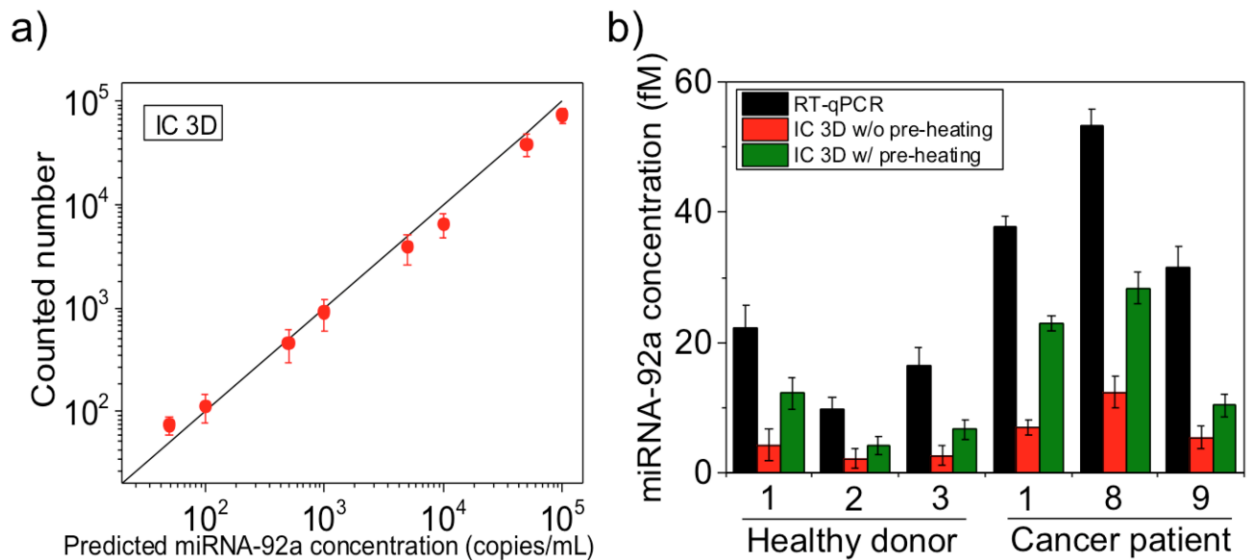 a)
IC 3D
Counted number
10^5
10^4
10^3
10^2
10^2 10^3 10^4 10^5
Predicted miRNA-92a concentration (copies/mL)
b)
miRNA-92a concentration (fM)
60
40
20
0
RT-qPCR
IC 3D w/o pre-heating
IC 3D w/ pre-heating
1 2 3 1 8 9
Healthy donor Cancer patient